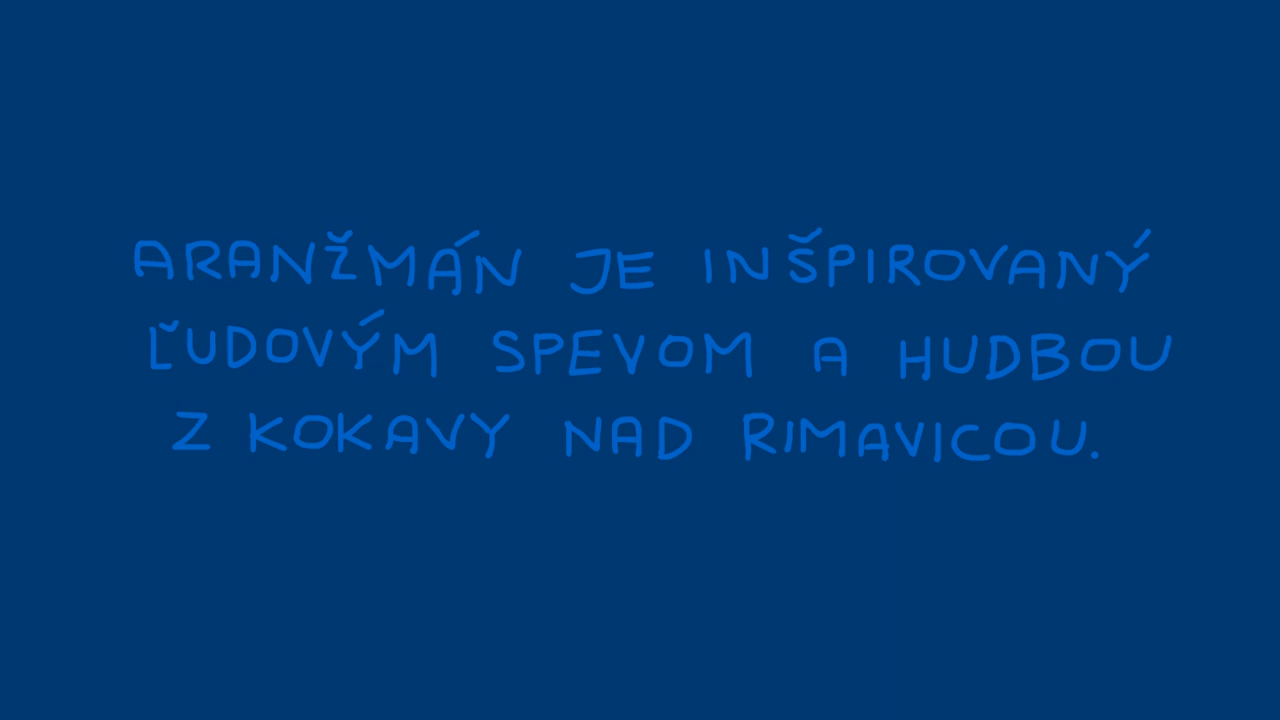 ARANŽMÁN JE INŠPIROVANÝ
ĽUDOVÝM SPEVOM A HUDBOU
Z KOKAVY NAD RIMAVICOU.